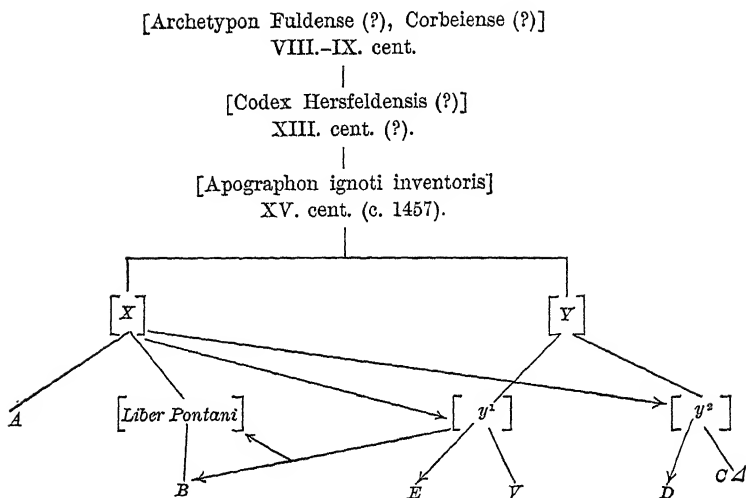 [Archetypon Fuldense (?), Corbeiense (?)]
VIII.–IX. cent.
[Codex Hersfeldensis (?)]
XIII. cent. (?).
[Apographon ignoti inventoris]
XV. cent. (c. 1457).
[X] [Y]
A [Liber Pontani] [y¹] [y²]
B E V D C Δ